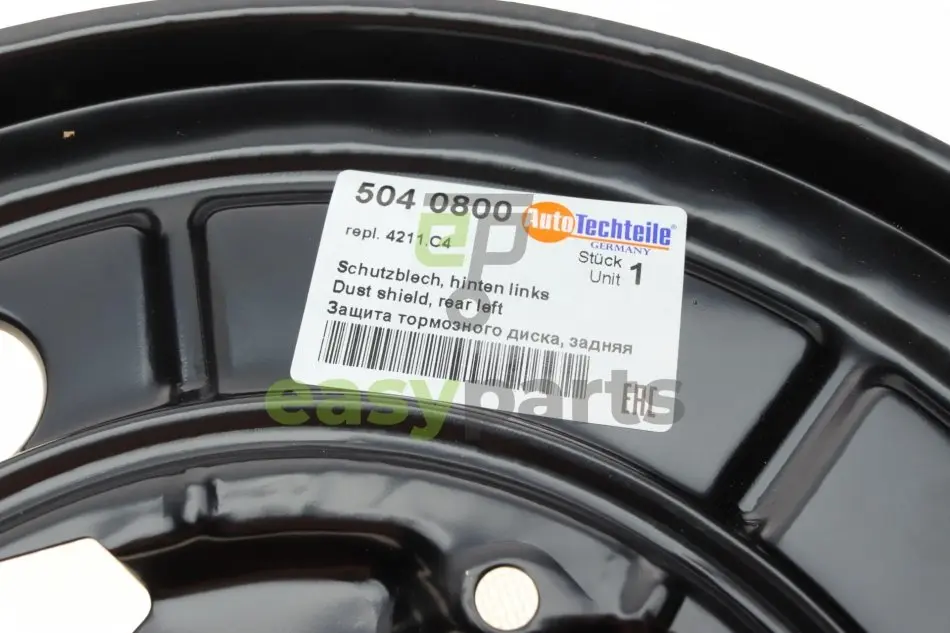 504 0800
AutoTechteile®
GERMANY
repl. 4211.C4
Stück
Unit 1
Schutzblech, hinten links
Dust shield, rear left
Защита тормозного диска, задняя
EAC
ep
easyparts